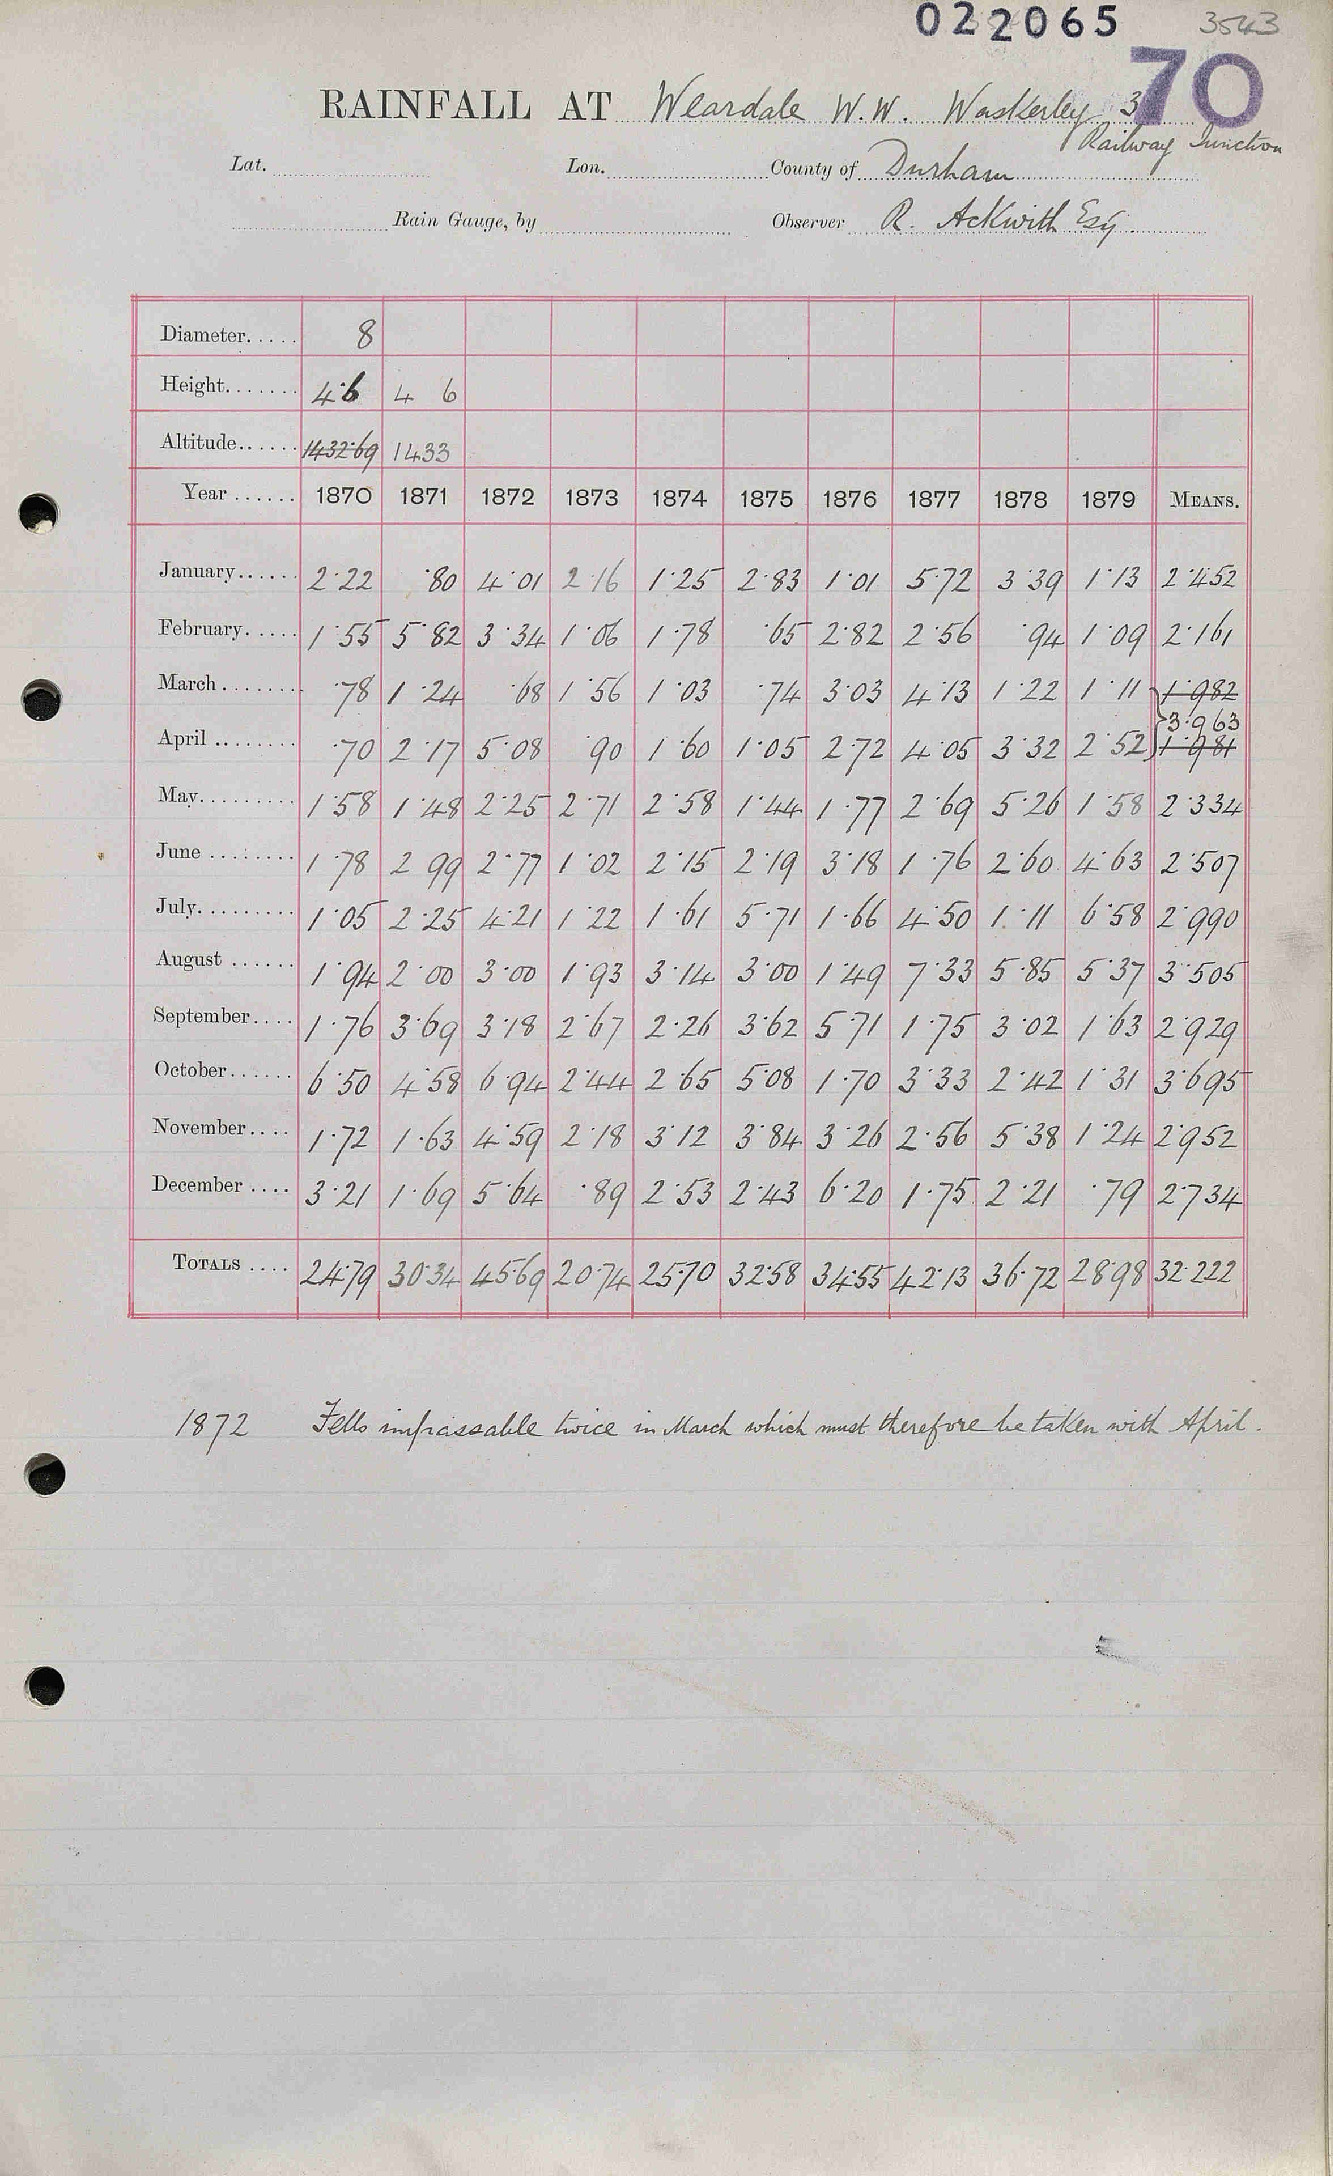 022065 3543
70
RAINFALL AT Weardale W.W. Waskerley 3
Railway Junction
Lat. Lon. County of Durham
Rain Gauge, by Observer R. Ackwith Esq
Diameter..... 8
Height....... 4·6 4 6
Altitude...... 1432·69 1433
Year ...... 1870 1871 1872 1873 1874 1875 1876 1877 1878 1879 MEANS.
January...... 2·22 ·80 4·01 2·16 1·25 2·83 1·01 5·72 3·39 1·13 2·452
February..... 1·55 5·82 3·34 1·06 1·78 ·65 2·82 2·56 ·94 1·09 2·161
March ........ ·78 1·24 ·68 1·56 1·03 ·74 3·03 4·13 1·22 1·11 1·982
3·963
April ......... ·70 2·17 5·08 ·90 1·60 1·05 2·72 4·05 3·32 2·52 1·981
May.......... 1·58 1·48 2·25 2·71 2·58 1·44 1·77 2·69 5·26 1·58 2·334
June ......... 1·78 2 99 2·77 1·02 2·15 2·19 3·18 1·76 2·60 4·63 2·507
July.......... 1·05 2·25 4·21 1·22 1·61 5·71 1·66 4·50 1·11 6·58 2·990
August ...... 1·94 2·00 3·00 1·93 3·14 3·00 1·49 7·33 5·85 5·37 3·505
September.... 1·76 3·69 3·18 2·67 2·26 3·62 5·71 1·75 3·02 1·63 2·929
October...... 6·50 4·58 6·94 2·44 2·65 5·08 1·70 3·33 2·42 1·31 3·695
November.... 1·72 1·63 4·59 2·18 3·12 3·84 3·26 2·56 5·38 1·24 2·952
December .... 3·21 1·69 5·64 ·89 2·53 2·43 6·20 1·75 2·21 ·79 2·734
TOTALS .... 24·79 30·34 45·69 20·74 25·70 32·58 34·55 42·13 36·72 28·98 32·222
1872 Fells impassable twice in March which must therefore be taken with April.